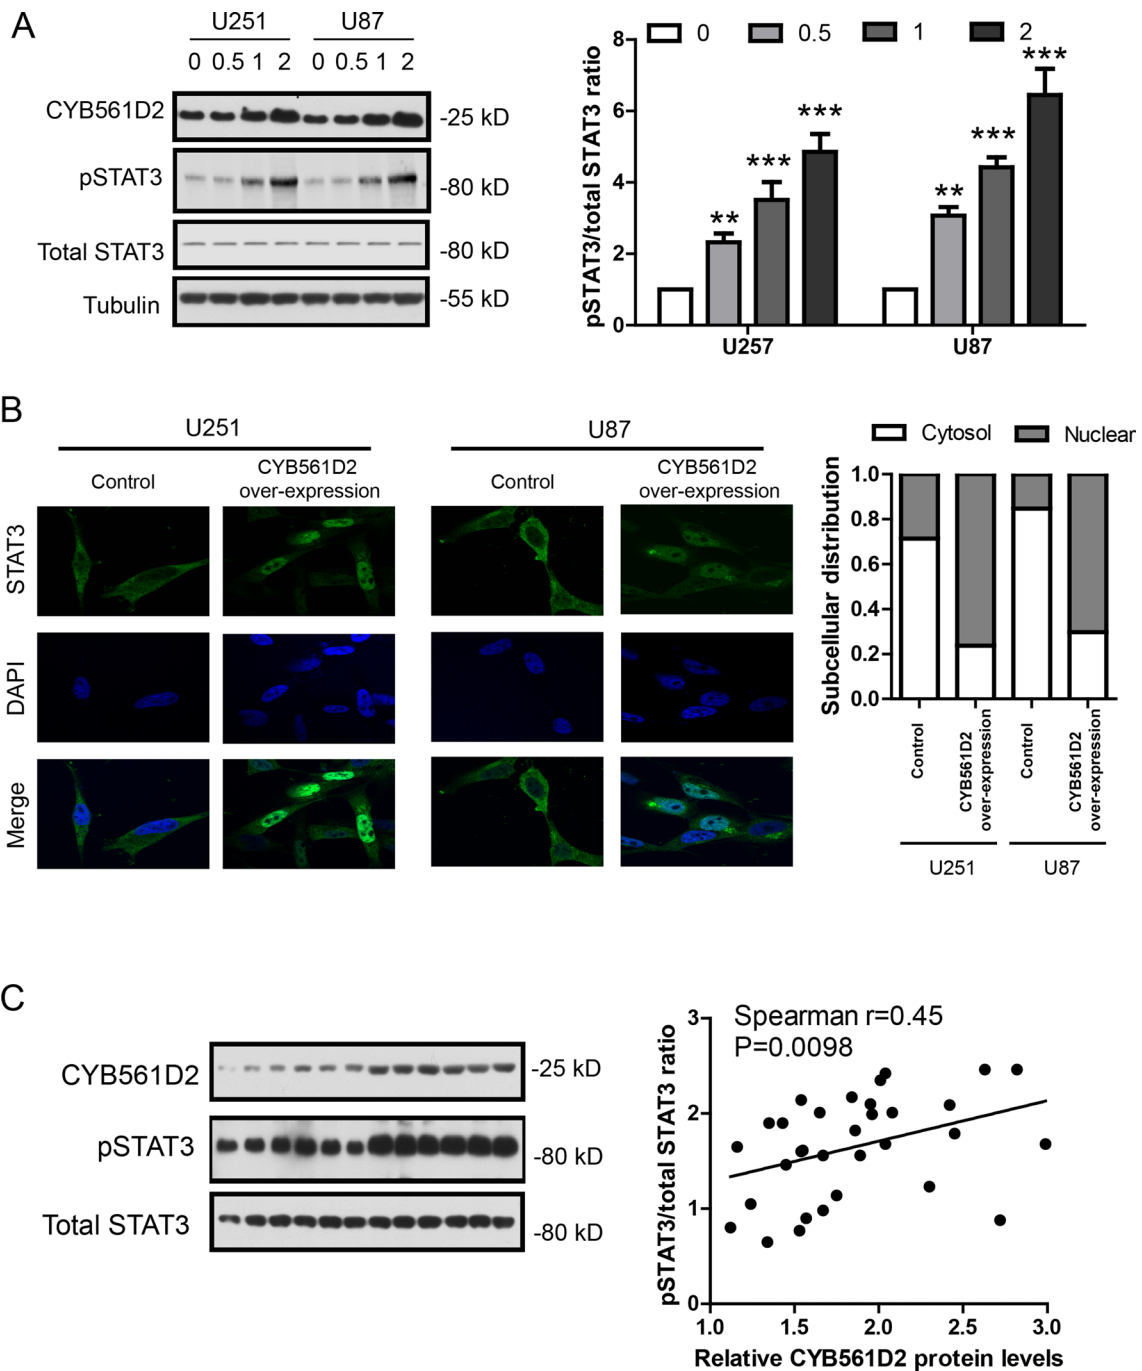 A
U251 U87
0 0.5 1 2 0 0.5 1 2
CYB561D2
-25 kD
pSTAT3
-80 kD
Total STAT3
-80 kD
Tubulin
-55 kD
0 0.5 1 2
pSTAT3/total STAT3 ratio
8
6
4
2
0
** *** ***
** *** ***
U257 U87
B
U251 U87
Control
CYB561D2
over-expression
Control
CYB561D2
over-expression
STAT3
DAPI
Merge
Cytosol Nuclear
Subcellular distribution
1.0
0.8
0.6
0.4
0.2
0.0
Control
CYB561D2
over-expression
Control
CYB561D2
over-expression
U251 U87
C
CYB561D2
-25 kD
pSTAT3
-80 kD
Total STAT3
-80 kD
Spearman r=0.45
P=0.0098
pSTAT3/total STAT3 ratio
3
2
1
0
1.0 1.5 2.0 2.5 3.0
Relative CYB561D2 protein levels